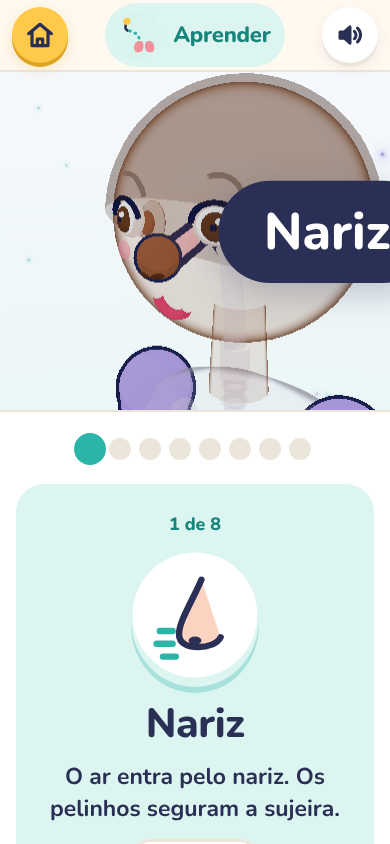 Aprender
Nariz
1 de 8
Nariz
O ar entra pelo nariz. Os
pelinhos seguram a sujeira.